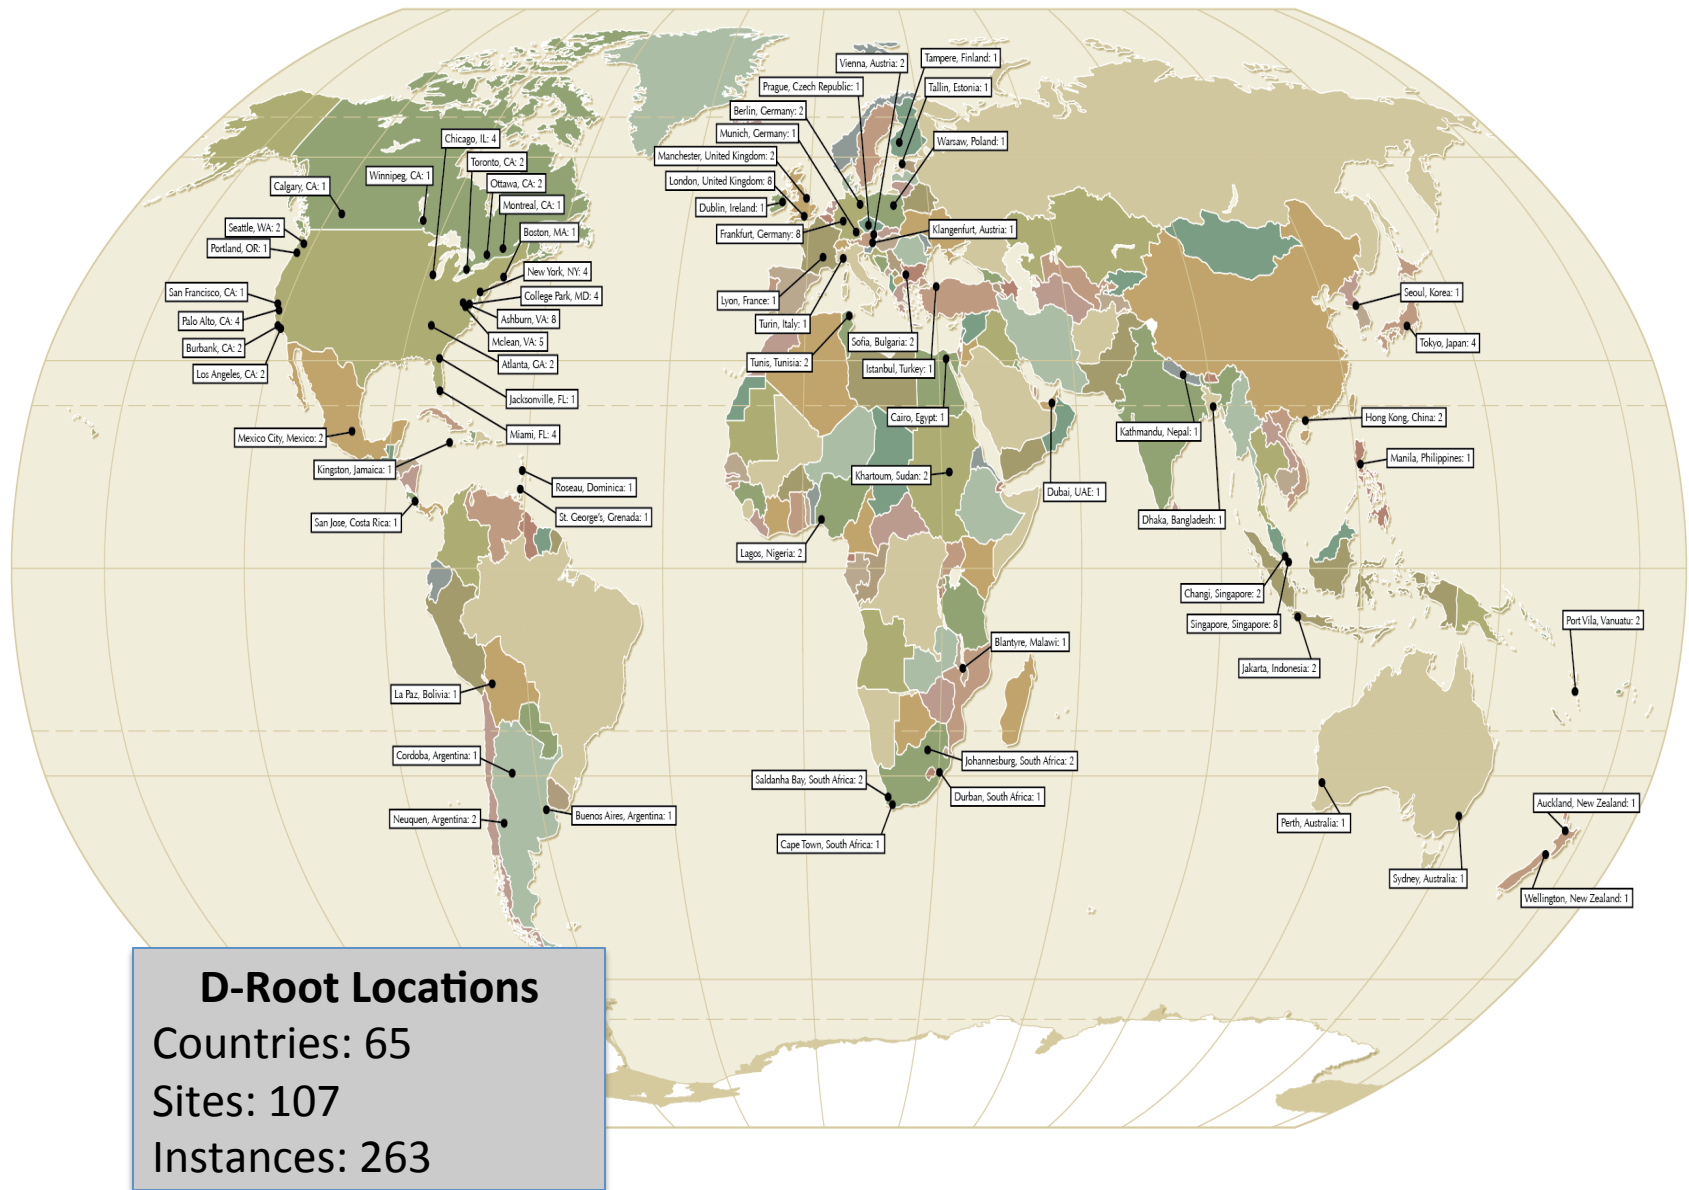 Vienna, Austria: 2
Tampere, Finland: 1
Prague, Czech Republic: 1
Tallin, Estonia: 1
Berlin, Germany: 2
Munich, Germany: 1
Warsaw, Poland: 1
Manchester, United Kingdom: 2
London, United Kingdom: 8
Dublin, Ireland: 1
Frankfurt, Germany: 8
Klangenfurt, Austria: 1
Lyon, France: 1
Turin, Italy: 1
Sofia, Bulgaria: 2
Tunis, Tunisia: 2
Istanbul, Turkey: 1
Cairo, Egypt: 1
Chicago, IL: 4
Toronto, CA: 2
Winnipeg, CA: 1
Ottawa, CA: 2
Calgary, CA: 1
Montreal, CA: 1
Seattle, WA: 2
Boston, MA: 1
Portland, OR: 1
New York, NY: 4
San Francisco, CA: 1
College Park, MD: 4
Palo Alto, CA: 4
Ashburn, VA: 8
Burbank, CA: 2
Mclean, VA: 5
Los Angeles, CA: 2
Atlanta, GA: 2
Jacksonville, FL: 1
Miami, FL: 4
Mexico City, Mexico: 2
Kingston, Jamaica: 1
Roseau, Dominica: 1
San Jose, Costa Rica: 1
St. George's, Grenada: 1
Khartoum, Sudan: 2
Dubai, UAE: 1
Lagos, Nigeria: 2
Seoul, Korea: 1
Tokyo, Japan: 4
Hong Kong, China: 2
Kathmandu, Nepal: 1
Manila, Philippines: 1
Dhaka, Bangladesh: 1
Changi, Singapore: 2
Singapore, Singapore: 8
Jakarta, Indonesia: 2
Port Vila, Vanuatu: 2
Blantyre, Malawi: 1
La Paz, Bolivia: 1
Cordoba, Argentina: 1
Neuquen, Argentina: 2
Buenos Aires, Argentina: 1
Johannesburg, South Africa: 2
Saldanha Bay, South Africa: 2
Durban, South Africa: 1
Cape Town, South Africa: 1
Perth, Australia: 1
Auckland, New Zealand: 1
Sydney, Australia: 1
Wellington, New Zealand: 1
D-Root Locations
Countries: 65
Sites: 107
Instances: 263